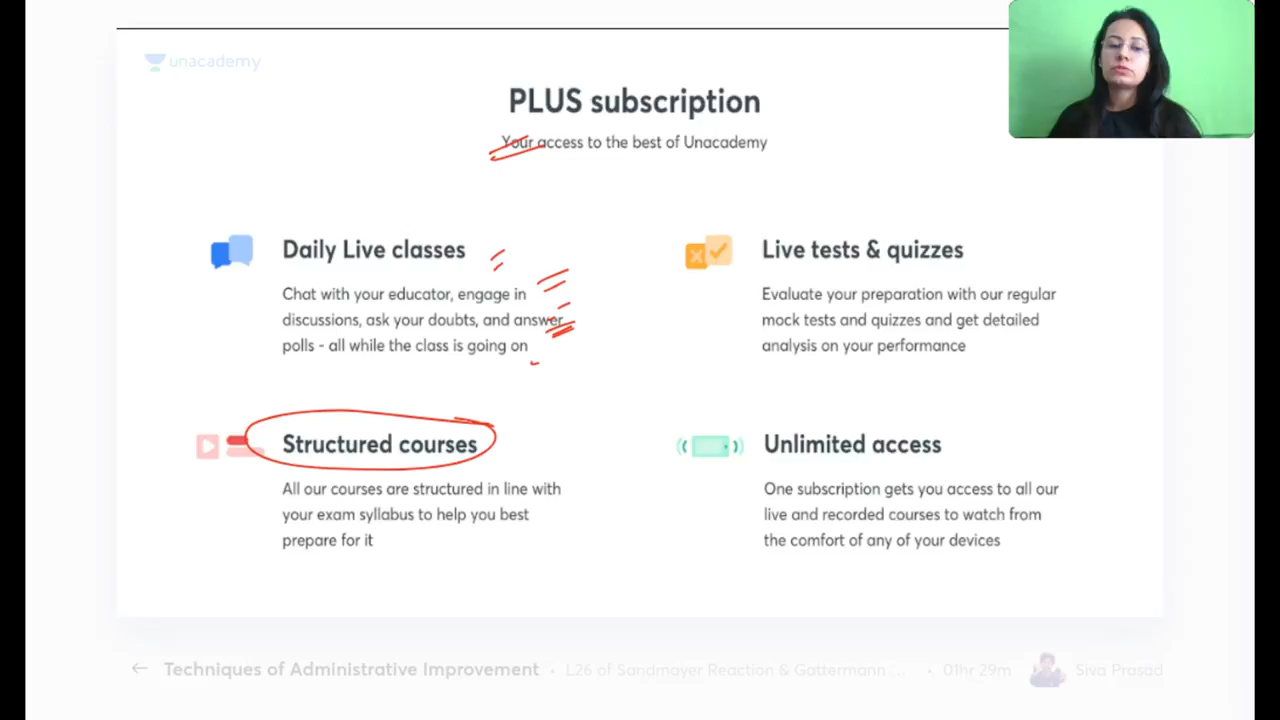 unacademy
PLUS subscription
Your access to the best of Unacademy
Daily Live classes
Chat with your educator, engage in
discussions, ask your doubts, and answer
polls - all while the class is going on
Live tests & quizzes
Evaluate your preparation with our regular
mock tests and quizzes and get detailed
analysis on your performance
Structured courses
All our courses are structured in line with
your exam syllabus to help you best
prepare for it
Unlimited access
One subscription gets you access to all our
live and recorded courses to watch from
the comfort of any of your devices
← Techniques of Administrative Improvement • L26 of Sandmayer Reaction & Gattermann ... • 01hr 29m Siva Prasad